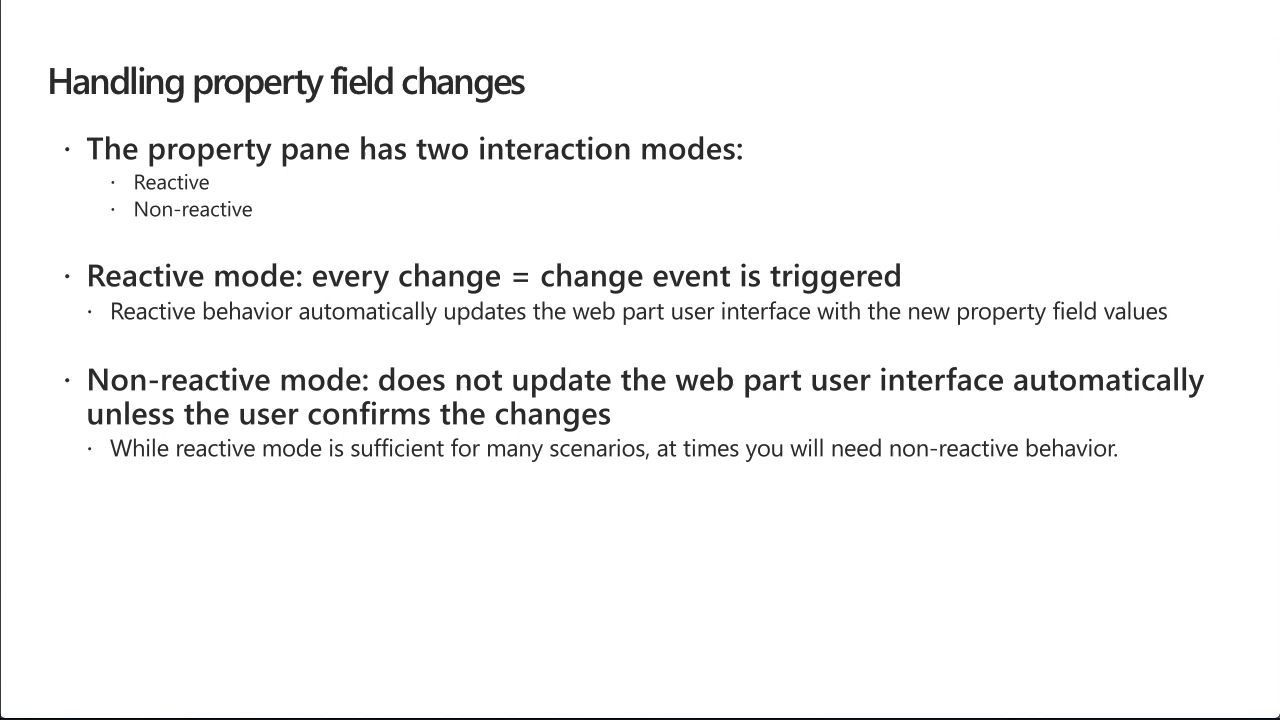 Handling property field changes
· The property pane has two interaction modes:
· Reactive
· Non-reactive
· Reactive mode: every change = change event is triggered
· Reactive behavior automatically updates the web part user interface with the new property field values
· Non-reactive mode: does not update the web part user interface automatically
unless the user confirms the changes
· While reactive mode is sufficient for many scenarios, at times you will need non-reactive behavior.